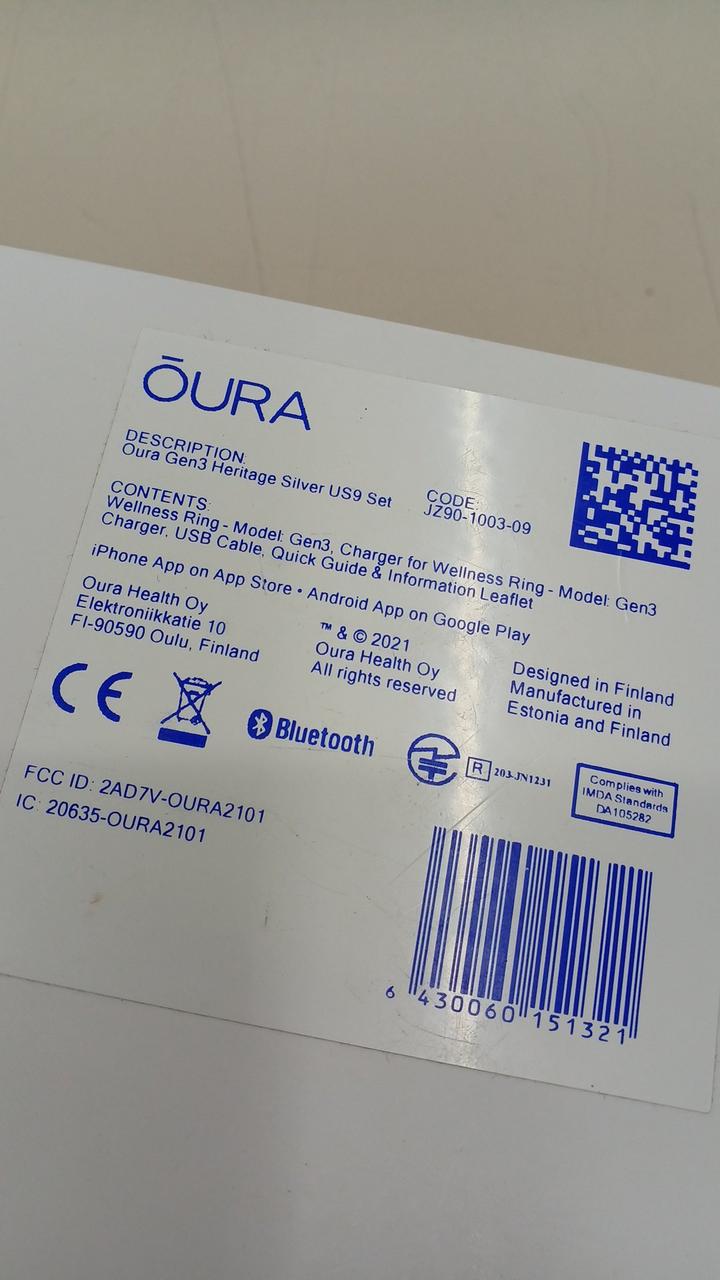 ŌURA
DESCRIPTION:
Oura Gen3 Heritage Silver US9 Set
CODE:
JZ90-1003-09
CONTENTS:
Wellness Ring - Model: Gen3, Charger for Wellness Ring - Model: Gen3
Charger, USB Cable, Quick Guide & Information Leaflet
iPhone App on App Store • Android App on Google Play
Oura Health Oy
Elektroniikkatie 10
FI-90590 Oulu, Finland
™ & © 2021
Oura Health Oy
All rights reserved
Designed in Finland
Manufactured in
Estonia and Finland
CE
Bluetooth
R 203-JN1231
Complies with
IMDA Standards
DA105282
FCC ID: 2AD7V-OURA2101
IC: 20635-OURA2101
6 430060 151321